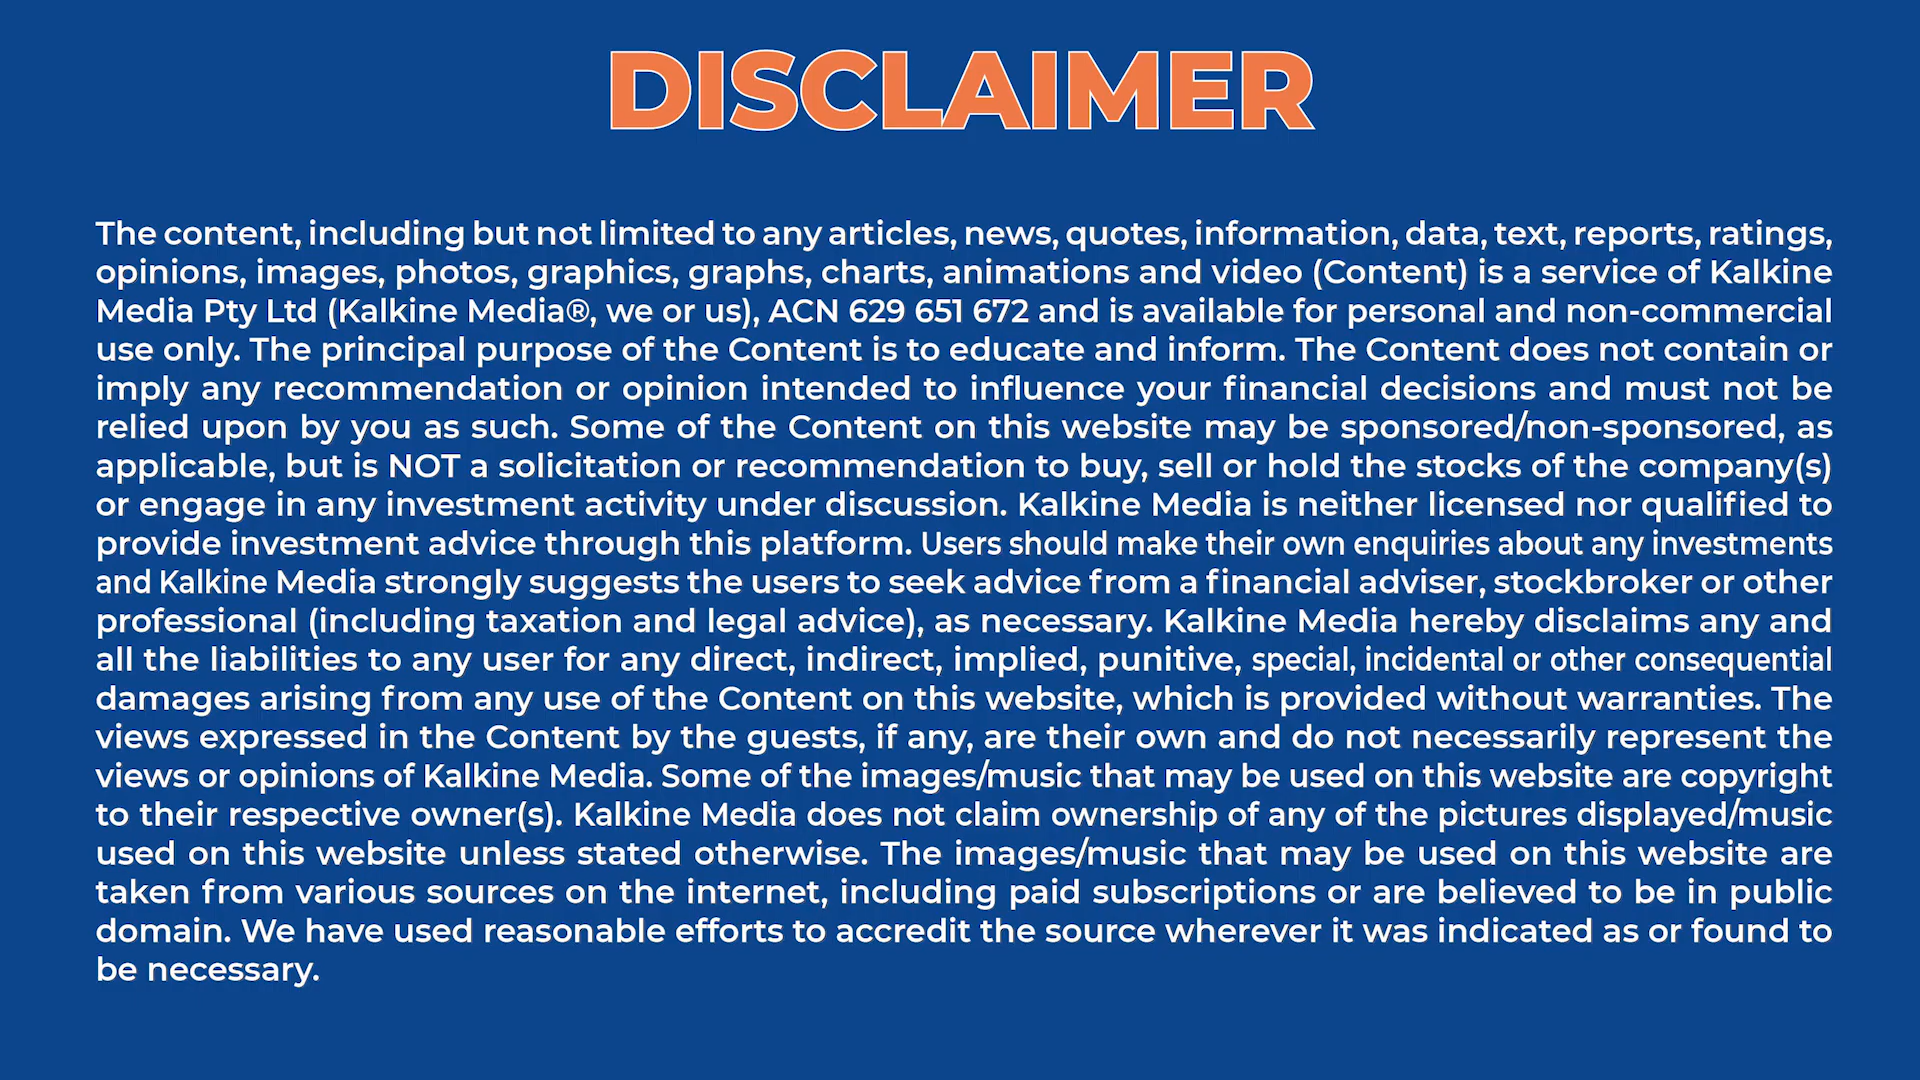 DISCLAIMER
The content, including but not limited to any articles, news, quotes, information, data, text, reports, ratings,
opinions, images, photos, graphics, graphs, charts, animations and video (Content) is a service of Kalkine
Media Pty Ltd (Kalkine Media®, we or us), ACN 629 651 672 and is available for personal and non-commercial
use only. The principal purpose of the Content is to educate and inform. The Content does not contain or
imply any recommendation or opinion intended to influence your financial decisions and must not be
relied upon by you as such. Some of the Content on this website may be sponsored/non-sponsored, as
applicable, but is NOT a solicitation or recommendation to buy, sell or hold the stocks of the company(s)
or engage in any investment activity under discussion. Kalkine Media is neither licensed nor qualified to
provide investment advice through this platform. Users should make their own enquiries about any investments
and Kalkine Media strongly suggests the users to seek advice from a financial adviser, stockbroker or other
professional (including taxation and legal advice), as necessary. Kalkine Media hereby disclaims any and
all the liabilities to any user for any direct, indirect, implied, punitive, special, incidental or other consequential
damages arising from any use of the Content on this website, which is provided without warranties. The
views expressed in the Content by the guests, if any, are their own and do not necessarily represent the
views or opinions of Kalkine Media. Some of the images/music that may be used on this website are copyright
to their respective owner(s). Kalkine Media does not claim ownership of any of the pictures displayed/music
used on this website unless stated otherwise. The images/music that may be used on this website are
taken from various sources on the internet, including paid subscriptions or are believed to be in public
domain. We have used reasonable efforts to accredit the source wherever it was indicated as or found to
be necessary.